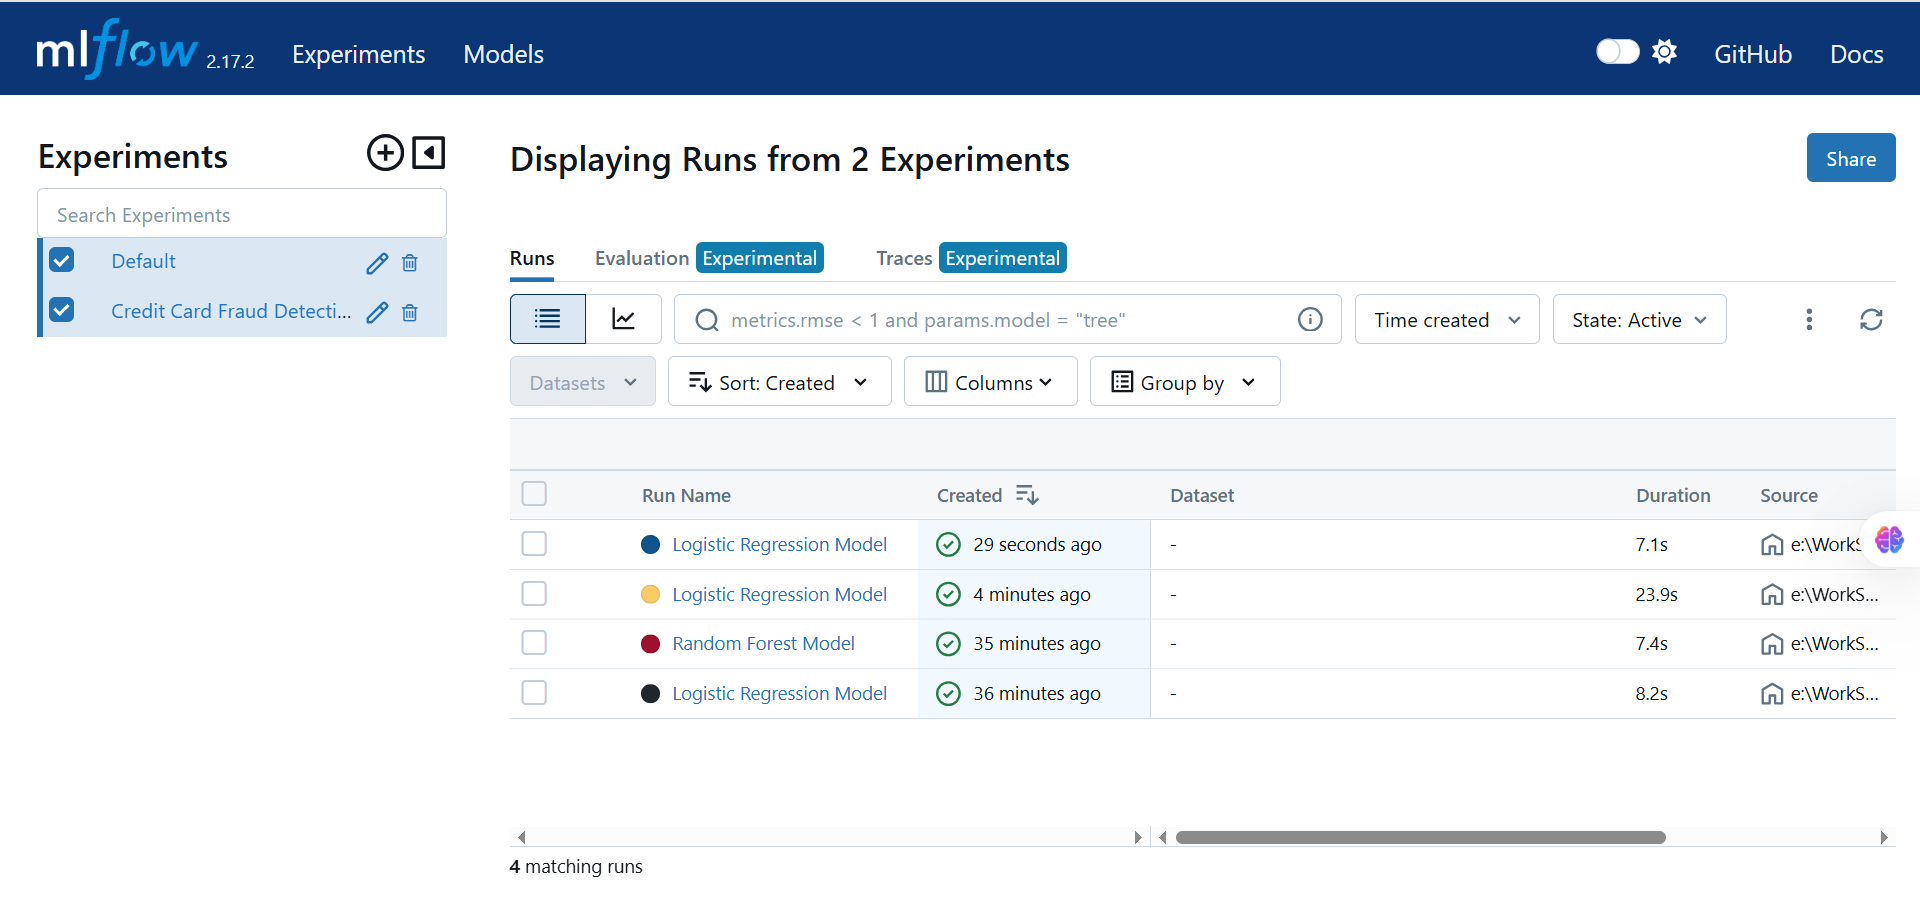 mlflow 2.17.2 Experiments Models GitHub Docs
Experiments
Search Experiments
Default
Credit Card Fraud Detecti...
Displaying Runs from 2 Experiments
Share
Runs Evaluation Experimental Traces Experimental
metrics.rmse < 1 and params.model = "tree" Time created State: Active
Datasets Sort: Created Columns Group by
Run Name Created Dataset Duration Source
Logistic Regression Model 29 seconds ago - 7.1s e:\WorkS
Logistic Regression Model 4 minutes ago - 23.9s e:\WorkS...
Random Forest Model 35 minutes ago - 7.4s e:\WorkS...
Logistic Regression Model 36 minutes ago - 8.2s e:\WorkS...
4 matching runs